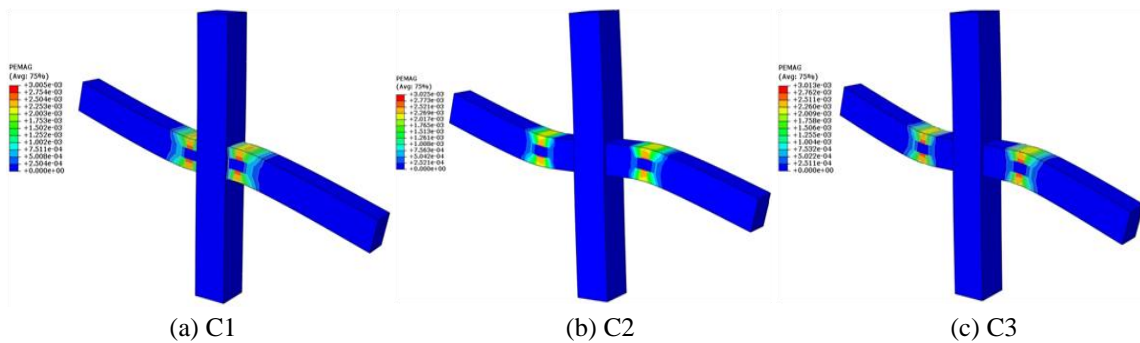 PEMAG
(Avg: 75%)
+3.005e-03
+2.754e-03
+2.504e-03
+2.253e-03
+2.003e-03
+1.753e-03
+1.502e-03
+1.252e-03
+1.002e-03
+7.511e-04
+5.008e-04
+2.504e-04
+0.000e+00
PEMAG
(Avg: 75%)
+3.025e-03
+2.773e-03
+2.521e-03
+2.269e-03
+2.017e-03
+1.765e-03
+1.513e-03
+1.261e-03
+1.008e-03
+7.563e-04
+5.042e-04
+2.521e-04
+0.000e+00
PEMAG
(Avg: 75%)
+3.013e-03
+2.762e-03
+2.511e-03
+2.260e-03
+2.009e-03
+1.758e-03
+1.506e-03
+1.255e-03
+1.004e-03
+7.532e-04
+5.022e-04
+2.511e-04
+0.000e+00
(a) C1
(b) C2
(c) C3